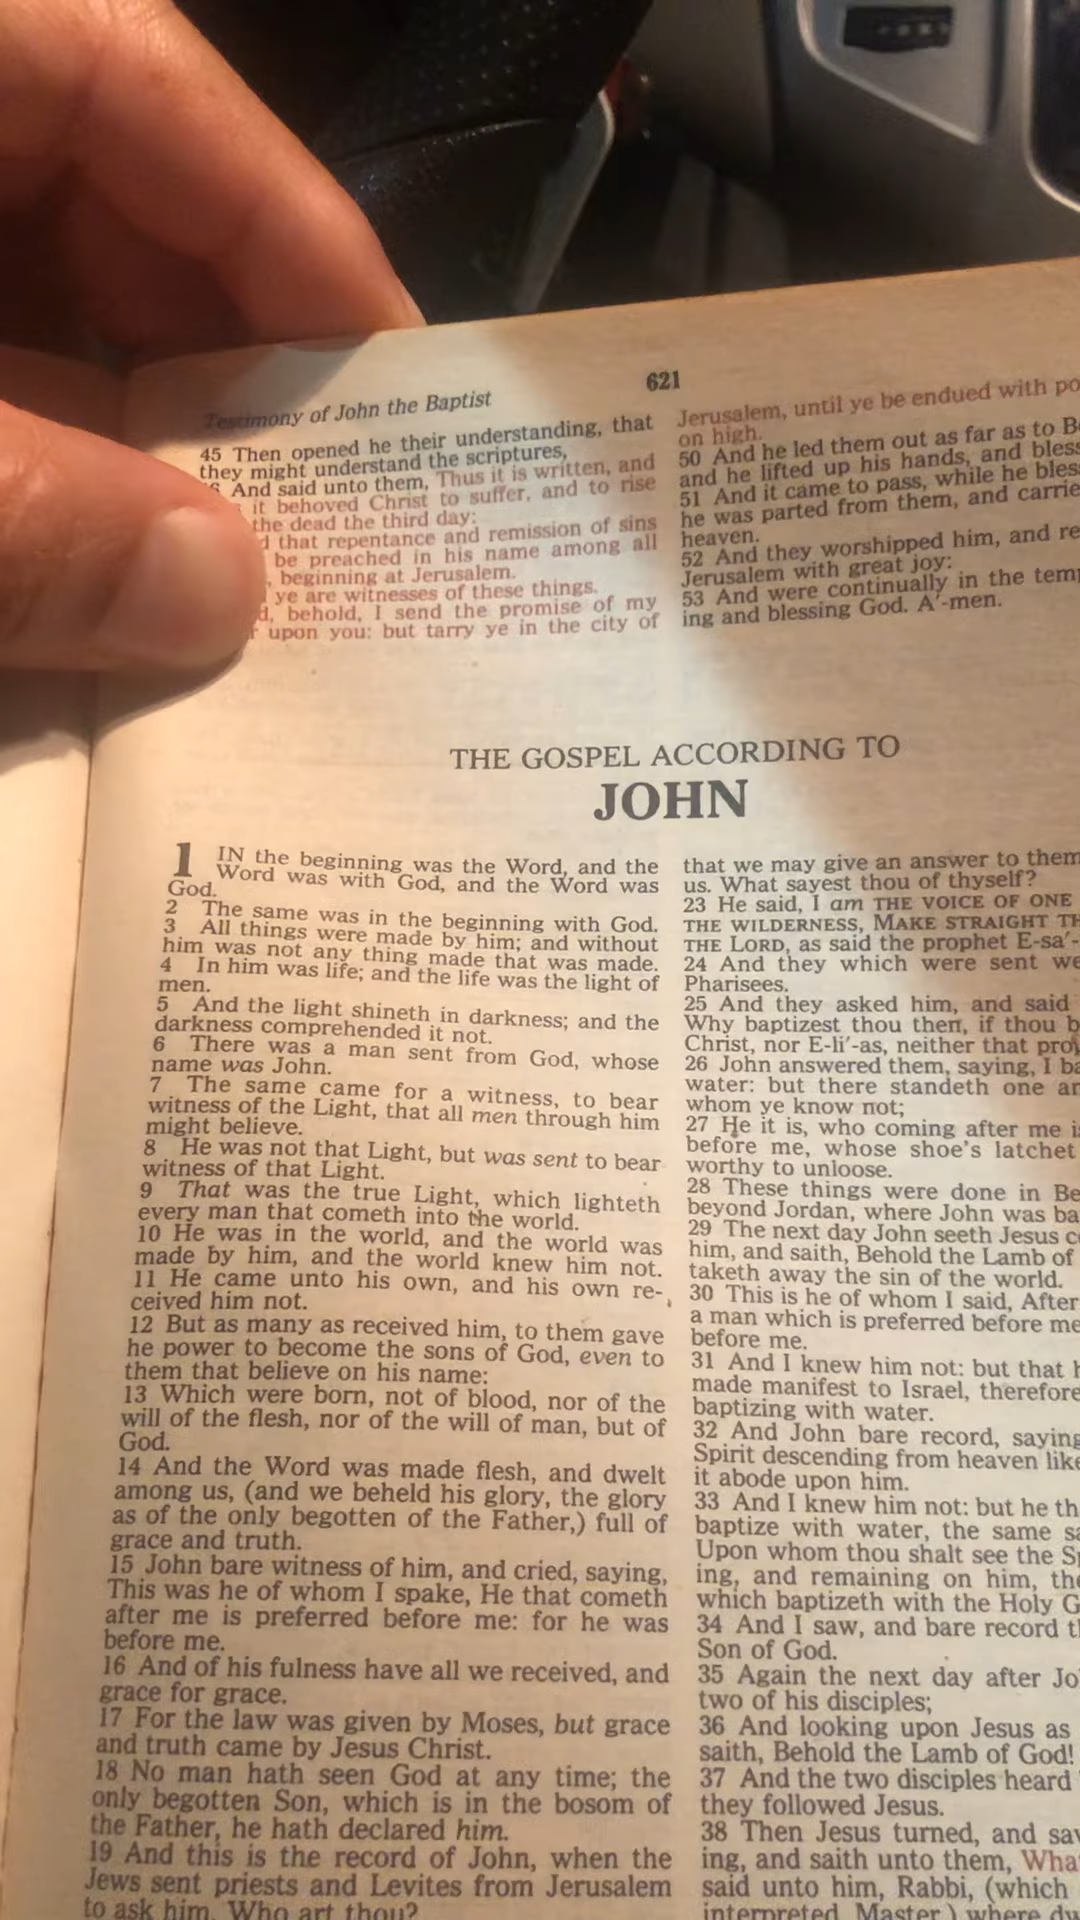 621
Testimony of John the Baptist
45 Then opened he their understanding, that
they might understand the scriptures,
And said unto them, Thus it is written, and
it behoved Christ to suffer, and to rise
the dead the third day:
that repentance and remission of sins
be preached in his name among all
, beginning at Jerusalem.
ye are witnesses of these things.
behold, I send the promise of my
upon you: but tarry ye in the city of
Jerusalem, until ye be endued with
on high.
50 And he led them out as far as to
and he lifted up his hands, and
51 And it came to pass, while he
he was parted from them, and
heaven.
52 And they worshipped him, and
Jerusalem with great joy:
53 And were continually in the
ing and blessing God. A′-men.
THE GOSPEL ACCORDING TO
JOHN
1 IN the beginning was the Word, and the
Word was with God, and the Word was
God.
2 The same was in the beginning with God.
3 All things were made by him; and without
him was not any thing made that was made.
4 In him was life; and the life was the light of
men.
5 And the light shineth in darkness; and the
darkness comprehended it not.
6 There was a man sent from God, whose
name was John.
7 The same came for a witness, to bear
witness of the Light, that all men through him
might believe.
8 He was not that Light, but was sent to bear
witness of that Light.
9 That was the true Light, which lighteth
every man that cometh into the world.
10 He was in the world, and the world was
made by him, and the world knew him not.
11 He came unto his own, and his own re-
ceived him not.
12 But as many as received him, to them gave
he power to become the sons of God, even to
them that believe on his name:
13 Which were born, not of blood, nor of the
will of the flesh, nor of the will of man, but of
God.
14 And the Word was made flesh, and dwelt
among us, (and we beheld his glory, the glory
as of the only begotten of the Father,) full of
grace and truth.
15 John bare witness of him, and cried, saying,
This was he of whom I spake, He that cometh
after me is preferred before me: for he was
before me.
16 And of his fulness have all we received, and
grace for grace.
17 For the law was given by Moses, but grace
and truth came by Jesus Christ.
18 No man hath seen God at any time; the
only begotten Son, which is in the bosom of
the Father, he hath declared him.
19 And this is the record of John, when the
Jews sent priests and Levites from Jerusalem
to ask him, Who art thou?
that we may give an answer to them
us. What sayest thou of thyself?
23 He said, I am THE VOICE OF ONE
THE WILDERNESS, MAKE STRAIGHT
THE LORD, as said the prophet E-sa′-
24 And they which were sent
Pharisees.
25 And they asked him, and said
Why baptizest thou then, if thou
Christ, nor E-li′-as, neither that
26 John answered them, saying, I
water: but there standeth one
whom ye know not;
27 He it is, who coming after me
before me, whose shoe's latchet
worthy to unloose.
28 These things were done in
beyond Jordan, where John was
29 The next day John seeth Jesus
him, and saith, Behold the Lamb of
taketh away the sin of the world.
30 This is he of whom I said, After
a man which is preferred before me
before me.
31 And I knew him not: but that
made manifest to Israel, therefore
baptizing with water.
32 And John bare record, saying
Spirit descending from heaven like
it abode upon him.
33 And I knew him not: but he
baptize with water, the same
Upon whom thou shalt see the
ing, and remaining on him,
which baptizeth with the Holy
34 And I saw, and bare record
Son of God.
35 Again the next day after
two of his disciples;
36 And looking upon Jesus as
saith, Behold the Lamb of God!
37 And the two disciples heard
they followed Jesus.
38 Then Jesus turned, and
ing, and saith unto them,
said unto him, Rabbi, (which
interpreted, Master,) where